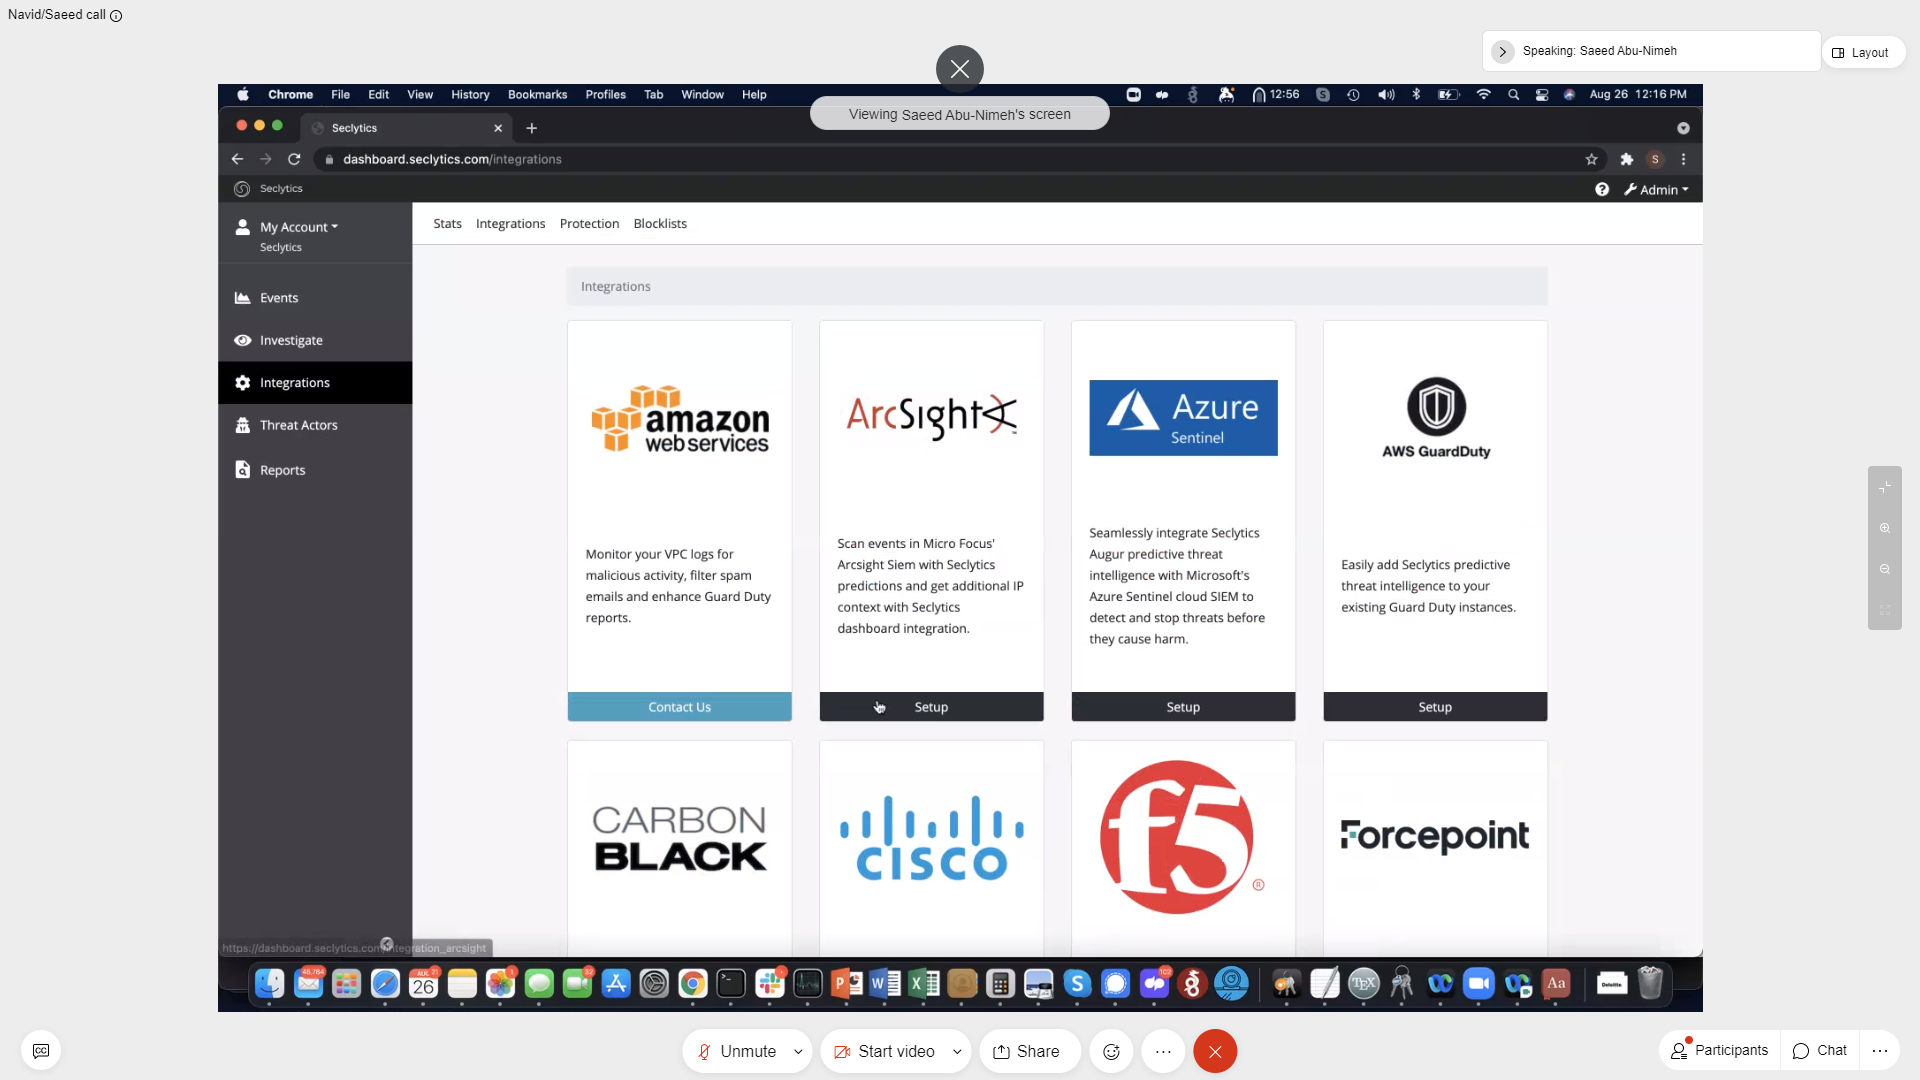 Navid/Saeed call
Speaking: Saeed Abu-Nimeh
Layout
Chrome File Edit View History Bookmarks Profiles Tab Window Help
12:56
Aug 26 12:16 PM
Viewing Saeed Abu-Nimeh's screen
Seclytics
dashboard.seclytics.com/integrations
S
Seclytics
Admin
My Account
Seclytics
Stats Integrations Protection Blocklists
Events
Investigate
Integrations
Threat Actors
Reports
Integrations
amazon
webservices
ArcSight
Azure
Sentinel
AWS GuardDuty
Monitor your VPC logs for
malicious activity, filter spam
emails and enhance Guard Duty
reports.
Scan events in Micro Focus'
Arcsight Siem with Seclytics
predictions and get additional IP
context with Seclytics
dashboard integration.
Seamlessly integrate Seclytics
Augur predictive threat
intelligence with Microsoft's
Azure Sentinel cloud SIEM to
detect and stop threats before
they cause harm.
Easily add Seclytics predictive
threat intelligence to your
existing Guard Duty instances.
Contact Us
Setup
Setup
Setup
CARBON
BLACK
CISCO
f5
®
Forcepoint
https://dashboard.seclytics.com/integration_arcsight
AUG
26
TEX
Aa
Deloitte
CC
Unmute
Start video
Share
Participants
Chat